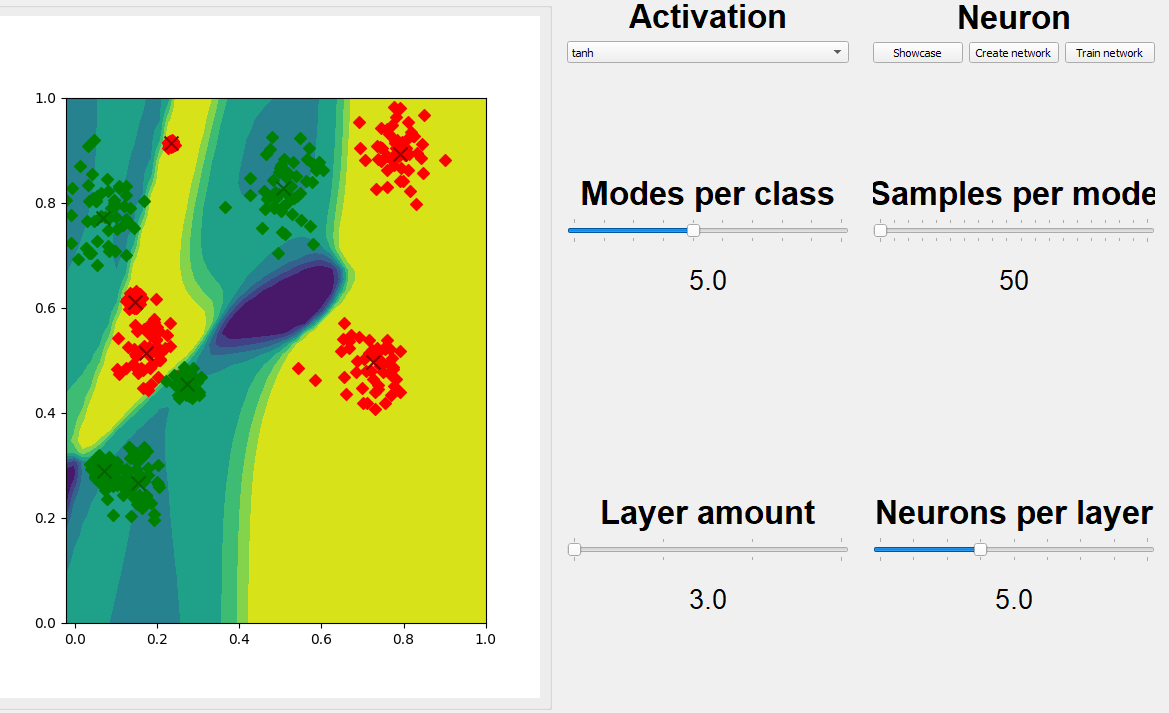 Activation
tanh
Neuron
Showcase
Create network
Train network
Modes per class
5.0
Samples per mode
50
Layer amount
3.0
Neurons per layer
5.0
1.0
0.8
0.6
0.4
0.2
0.0
0.0 0.2 0.4 0.6 0.8 1.0